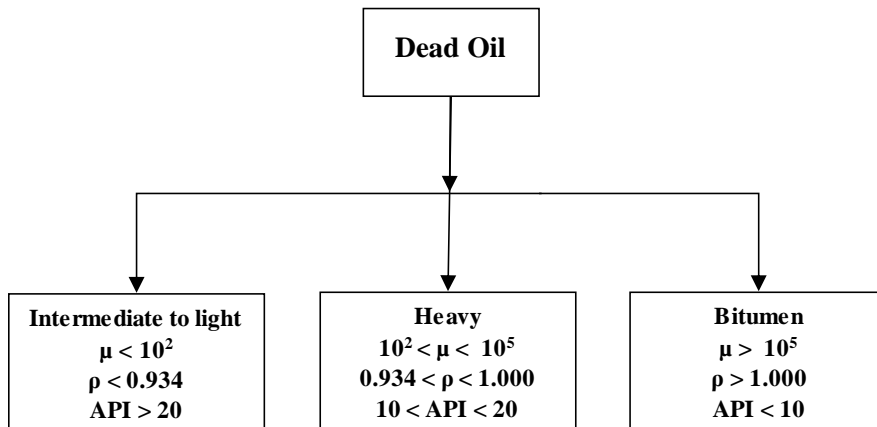 Dead Oil
Intermediate to light
μ < 10²
ρ < 0.934
API > 20
Heavy
10² < μ < 10⁵
0.934 < ρ < 1.000
10 < API < 20
Bitumen
μ > 10⁵
ρ > 1.000
API < 10